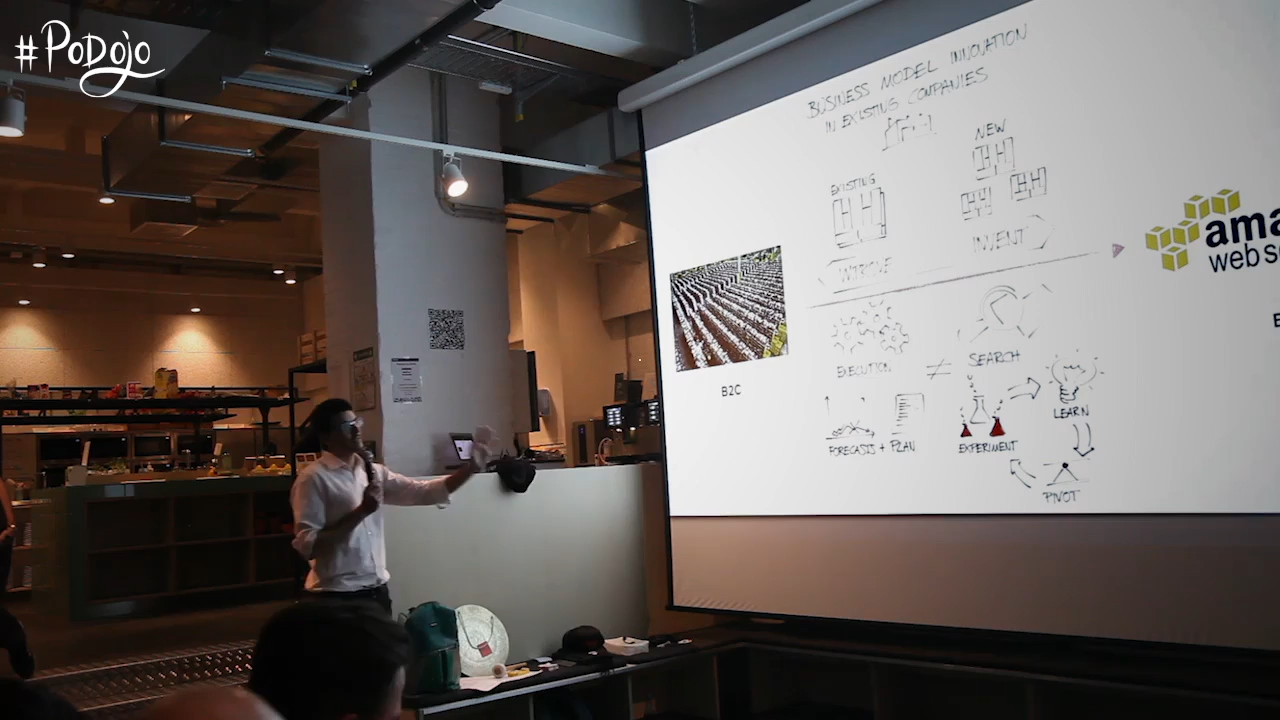 #PODojo
BUSINESS MODEL INNOVATION
IN EXISTING COMPANIES
NEW
EXISTING
INVENT
IMPROVE
ama
web se
B2C
EXECUTION
≠
SEARCH
LEARN
FORECASTS + PLAN
EXPERIMENT
PIVOT